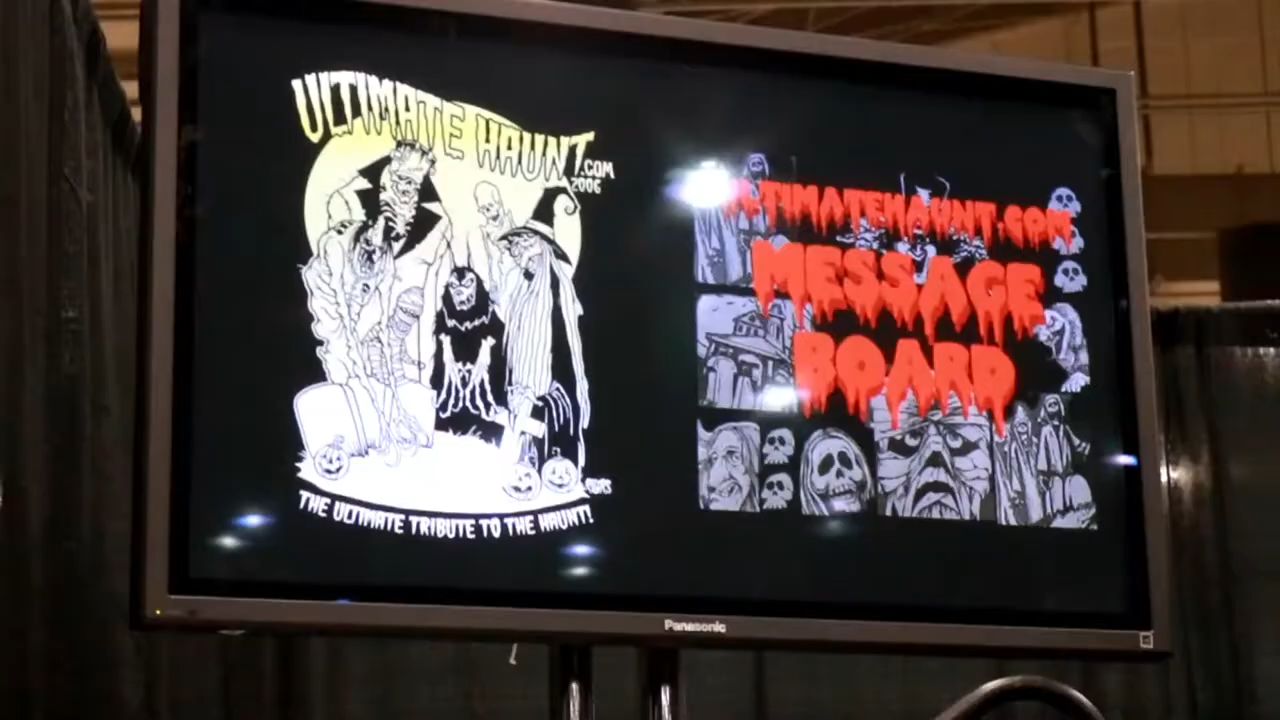 ULTIMATE HAUNT
.COM
2006
THE ULTIMATE TRIBUTE TO THE HAUNT!
ULTIMATEHAUNT.COM
MESSAGE
BOARD
Panasonic